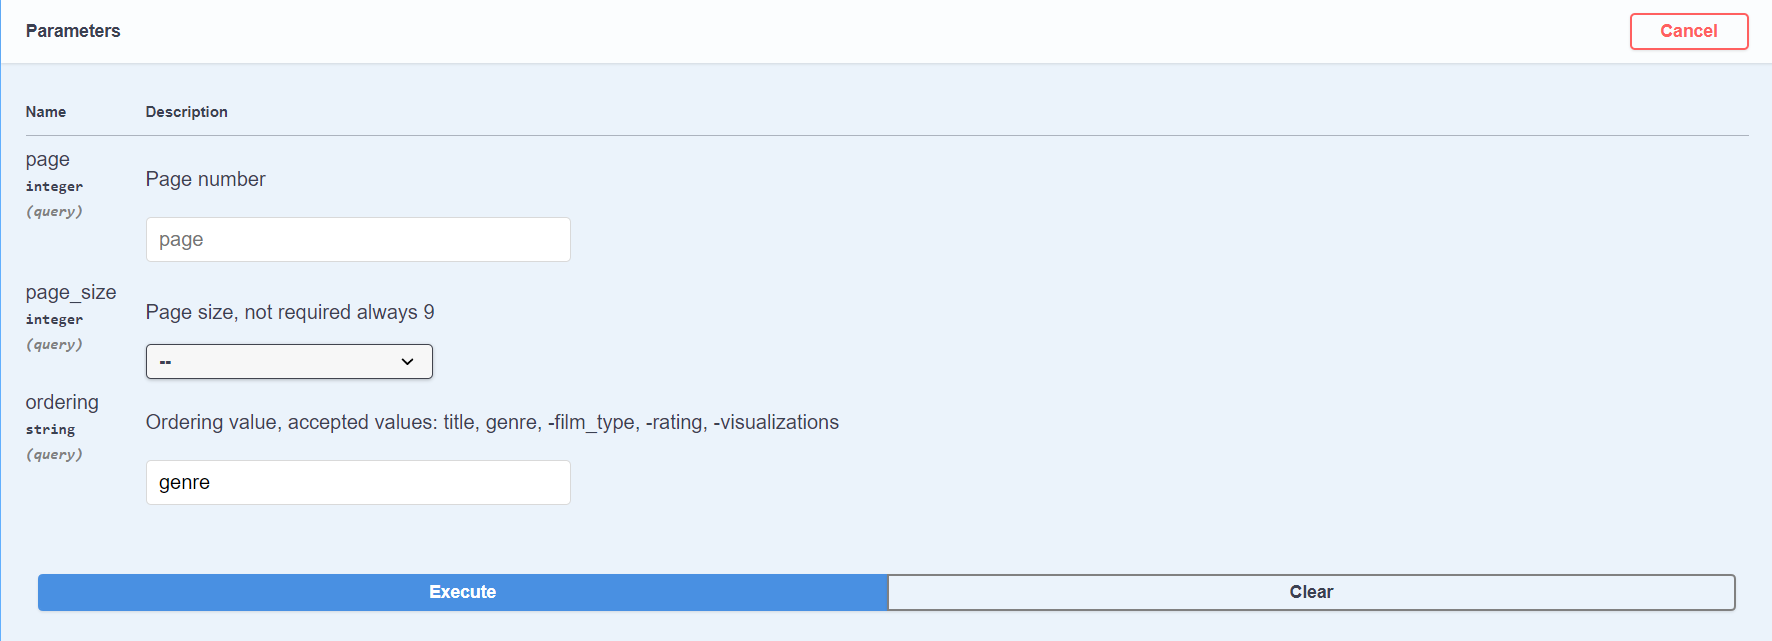 Parameters
Cancel
Name Description
page
integer
(query)
Page number
page
page_size
integer
(query)
Page size, not required always 9
--
ordering
string
(query)
Ordering value, accepted values: title, genre, -film_type, -rating, -visualizations
genre
Execute
Clear